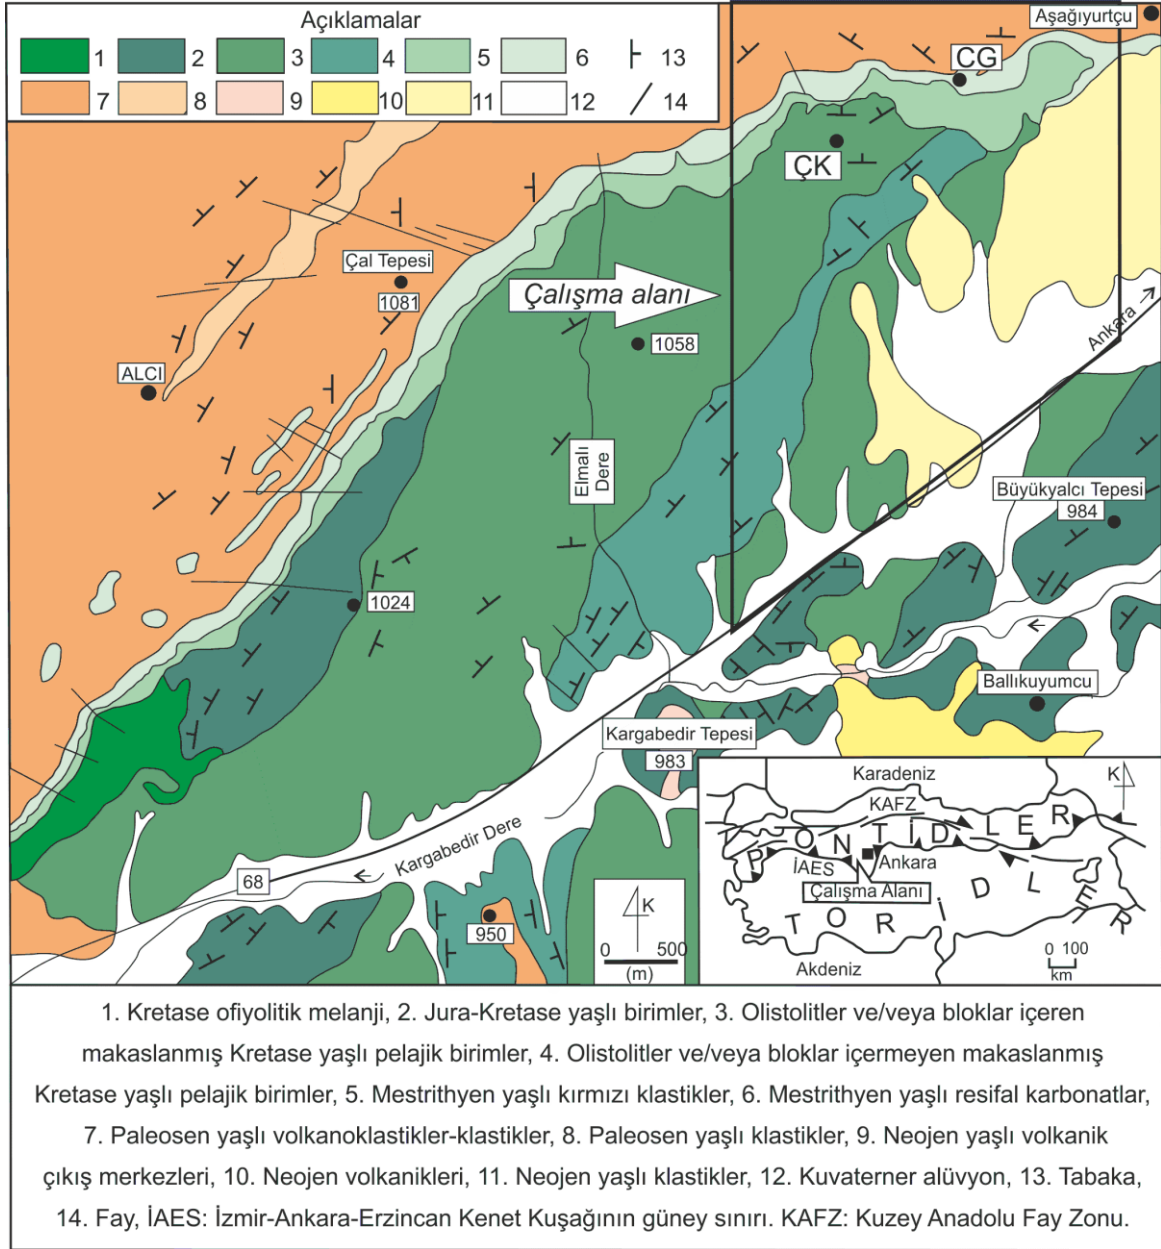 Açıklamalar
1 2 3 4 5 6 13
7 8 9 10 11 12 14
Aşağıyurtçu
CG
ÇK
Çal Tepesi
1081
Çalışma alanı
1058
ALCI
Ankara
Elmalı
Dere
Büyükyalcı Tepesi
984
1024
Ballıkuyumcu
Kargabedir Tepesi
983
Kargabedir Dere
68
950
K
0 500
(m)
Karadeniz
K
KAFZ
PONTİDLER
İAES
Ankara
Çalışma Alanı
TORİDLER
Akdeniz
0 100
km
1. Kretase ofiyolitik melanji, 2. Jura-Kretase yaşlı birimler, 3. Olistolitler ve/veya bloklar içeren
makaslanmış Kretase yaşlı pelajik birimler, 4. Olistolitler ve/veya bloklar içermeyen makaslanmış
Kretase yaşlı pelajik birimler, 5. Mestrithyen yaşlı kırmızı klastikler, 6. Mestrithyen yaşlı resifal karbonatlar,
7. Paleosen yaşlı volkanoklastikler-klastikler, 8. Paleosen yaşlı klastikler, 9. Neojen yaşlı volkanik
çıkış merkezleri, 10. Neojen volkanikleri, 11. Neojen yaşlı klastikler, 12. Kuvaterner alüvyon, 13. Tabaka,
14. Fay, İAES: İzmir-Ankara-Erzincan Kenet Kuşağının güney sınırı. KAFZ: Kuzey Anadolu Fay Zonu.